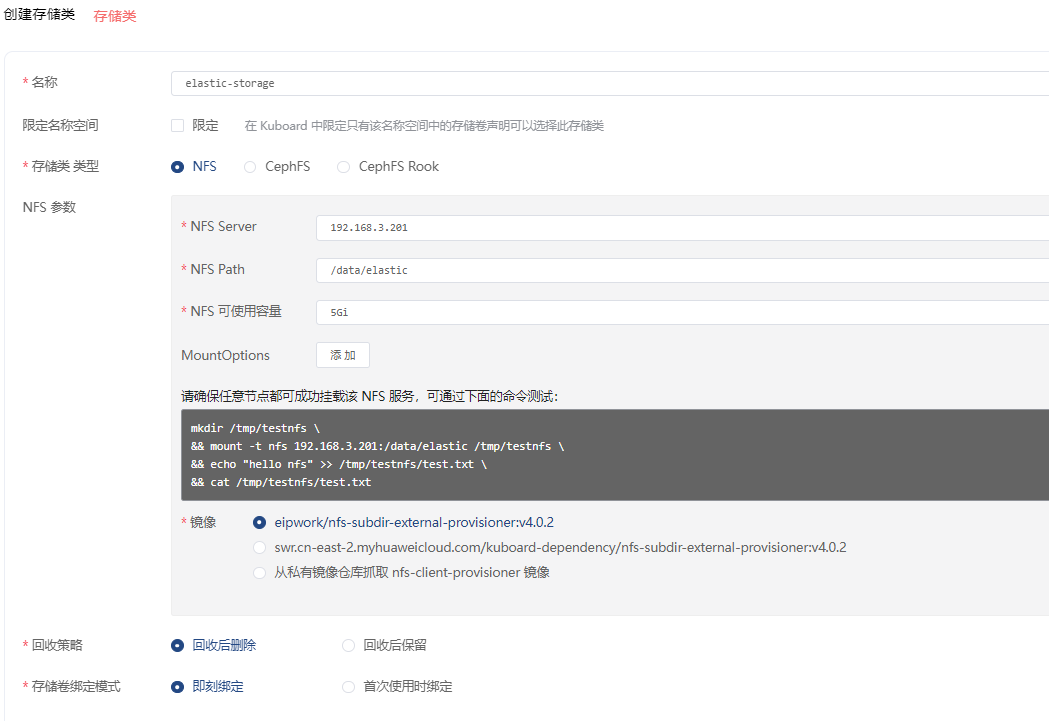 创建存储类 存储类
* 名称 elastic-storage
限定名称空间 限定 在 Kuboard 中限定只有该名称空间中的存储卷声明可以选择此存储类
* 存储类 类型 NFS CephFS CephFS Rook
NFS 参数
* NFS Server 192.168.3.201
* NFS Path /data/elastic
* NFS 可使用容量 5Gi
MountOptions 添 加
请确保任意节点都可成功挂载该 NFS 服务，可通过下面的命令测试：
mkdir /tmp/testnfs \
&& mount -t nfs 192.168.3.201:/data/elastic /tmp/testnfs \
&& echo "hello nfs" >> /tmp/testnfs/test.txt \
&& cat /tmp/testnfs/test.txt
* 镜像 eipwork/nfs-subdir-external-provisioner:v4.0.2
swr.cn-east-2.myhuaweicloud.com/kuboard-dependency/nfs-subdir-external-provisioner:v4.0.2
从私有镜像仓库抓取 nfs-client-provisioner 镜像
* 回收策略 回收后删除 回收后保留
* 存储卷绑定模式 即刻绑定 首次使用时绑定